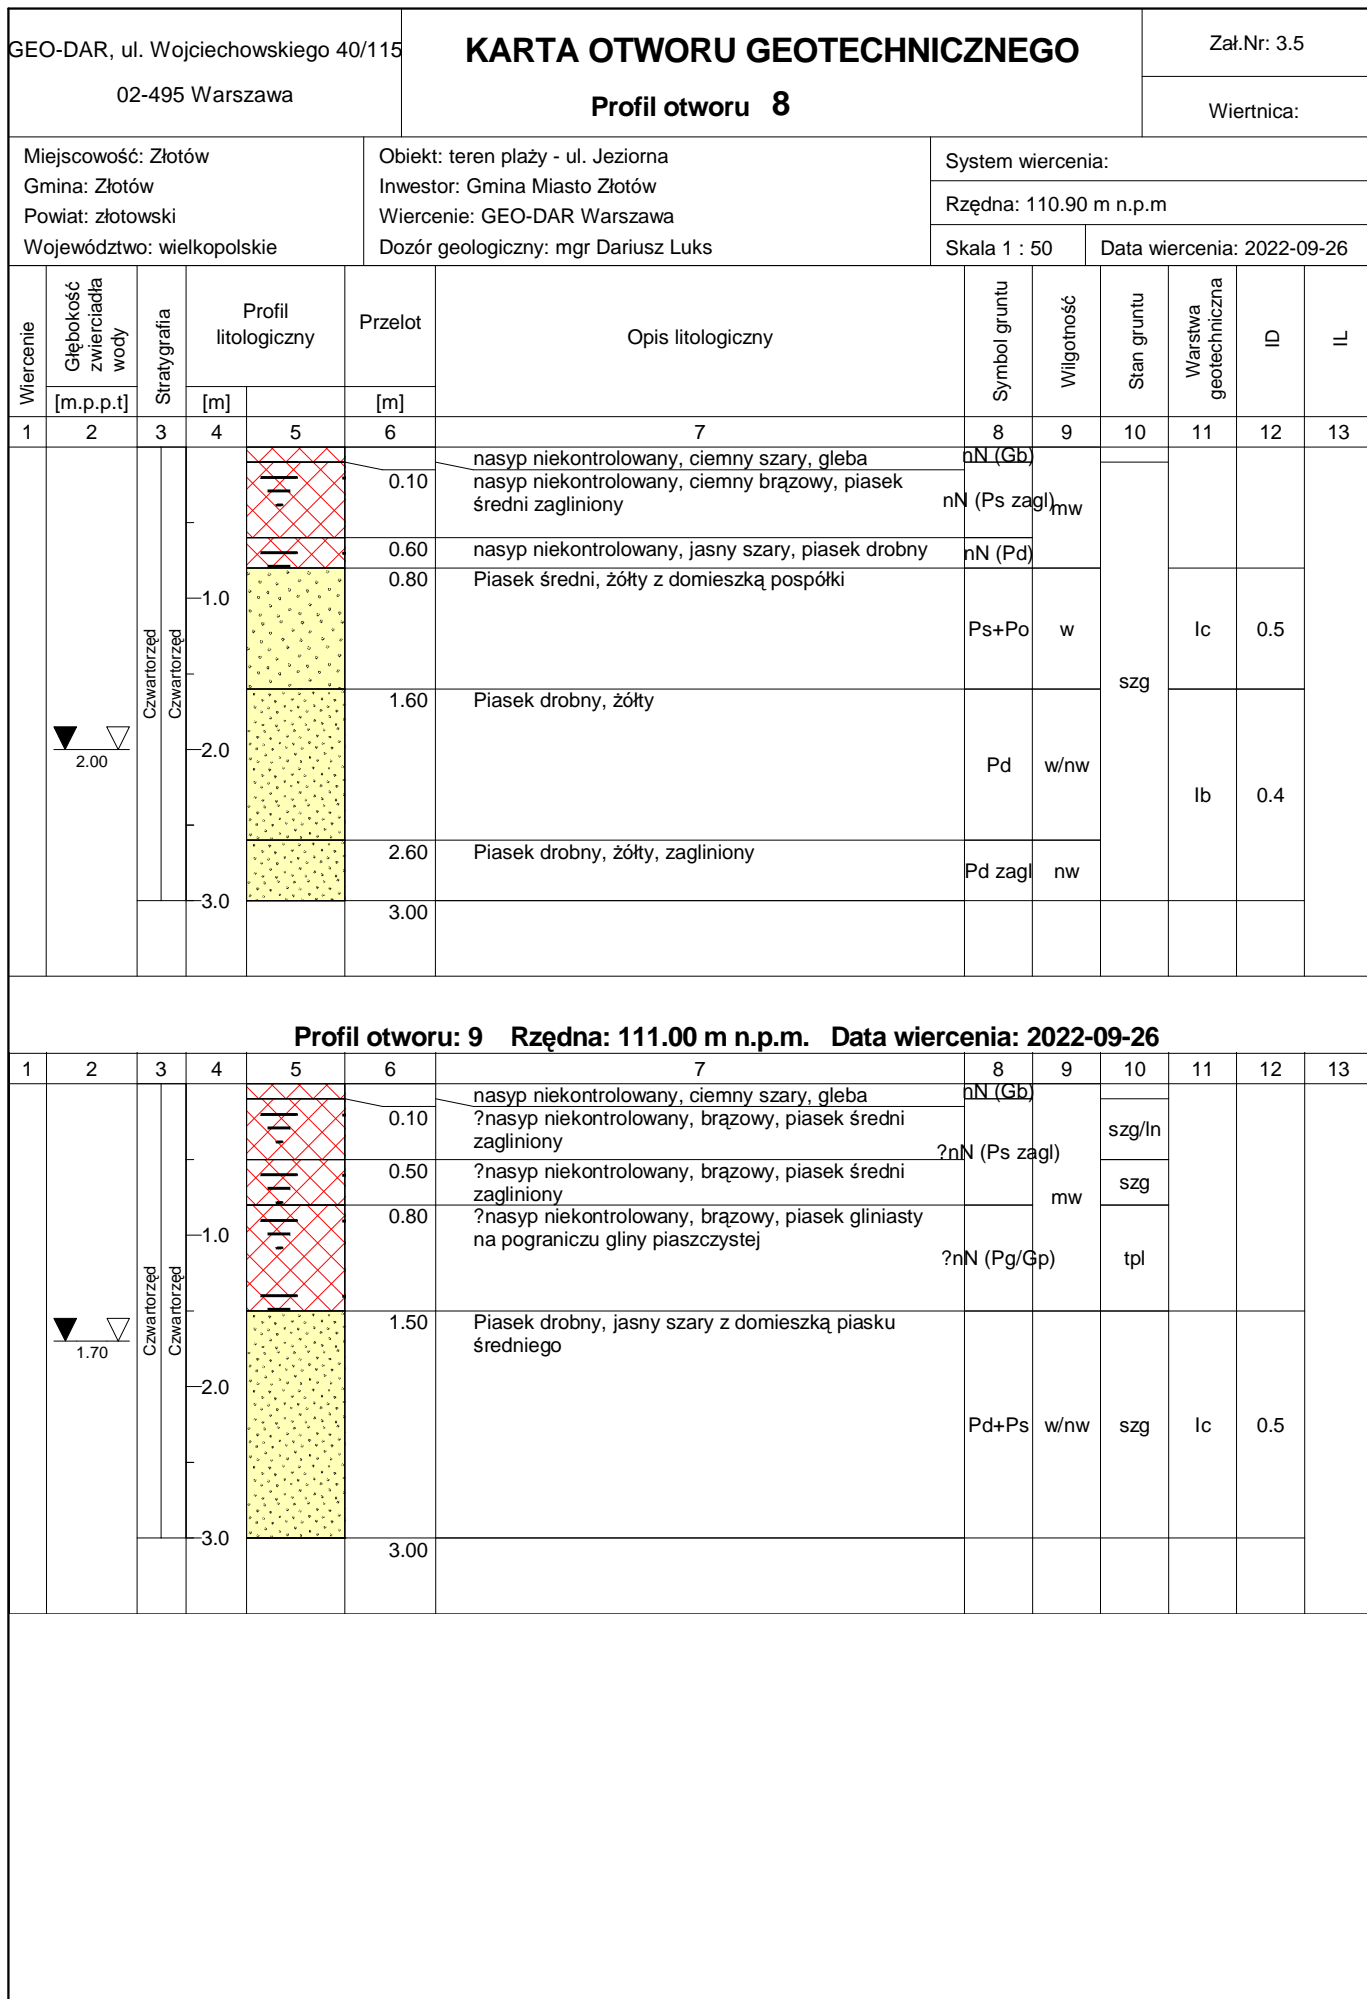 GEO-DAR, ul. Wojciechowskiego 40/115
02-495 Warszawa
KARTA OTWORU GEOTECHNICZNEGO
Profil otworu 8
Zał.Nr: 3.5
Wiertnica:
Miejscowość: Złotów
Gmina: Złotów
Powiat: złotowski
Województwo: wielkopolskie
Obiekt: teren plaży - ul. Jeziorna
Inwestor: Gmina Miasto Złotów
Wiercenie: GEO-DAR Warszawa
Dozór geologiczny: mgr Dariusz Luks
System wiercenia:
Rzędna: 110.90 m n.p.m
Skala 1 : 50
Data wiercenia: 2022-09-26
Wiercenie
Głębokość
zwierciadła
wody
[m.p.p.t]
Stratygrafia
Profil
litologiczny
[m]
Przelot
[m]
Opis litologiczny
Symbol gruntu
Wilgotność
Stan gruntu
Warstwa
geotechniczna
ID
IL
1 2 3 4 5 6 7 8 9 10 11 12 13
nasyp niekontrolowany, ciemny szary, gleba
nN (Gb)
0.10
nasyp niekontrolowany, ciemny brązowy, piasek
średni zagliniony
nN (Ps zagl)
mw
0.60
nasyp niekontrolowany, jasny szary, piasek drobny
nN (Pd)
0.80
Piasek średni, żółty z domieszką pospółki
1.0
Ps+Po
w
Ic
0.5
Czwartorzęd
Czwartorzęd
szg
1.60
Piasek drobny, żółty
2.00
2.0
Pd
w/nw
Ib
0.4
2.60
Piasek drobny, żółty, zagliniony
Pd zagl
nw
3.0
3.00
Profil otworu: 9 Rzędna: 111.00 m n.p.m. Data wiercenia: 2022-09-26
1 2 3 4 5 6 7 8 9 10 11 12 13
nasyp niekontrolowany, ciemny szary, gleba
nN (Gb)
0.10
?nasyp niekontrolowany, brązowy, piasek średni
zagliniony
?nN (Ps zagl)
szg/ln
0.50
?nasyp niekontrolowany, brązowy, piasek średni
zagliniony
szg
mw
0.80
?nasyp niekontrolowany, brązowy, piasek gliniasty
na pograniczu gliny piaszczystej
1.0
?nN (Pg/Gp)
tpl
Czwartorzęd
Czwartorzęd
1.50
Piasek drobny, jasny szary z domieszką piasku
średniego
1.70
2.0
Pd+Ps
w/nw
szg
Ic
0.5
3.0
3.00